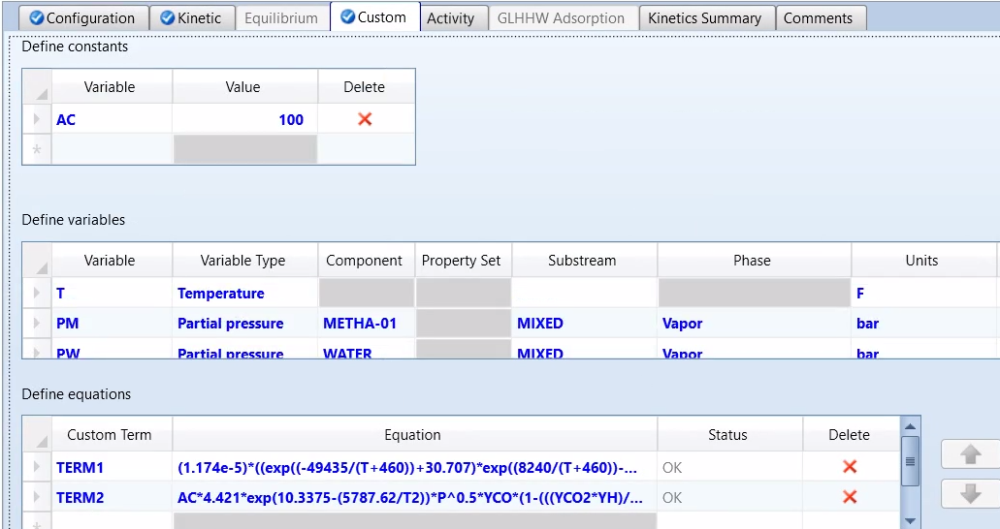 Configuration Kinetic Equilibrium Custom Activity GLHHW Adsorption Kinetics Summary Comments
Define constants
Variable Value Delete
AC 100
Define variables
Variable Variable Type Component Property Set Substream Phase Units
T Temperature F
PM Partial pressure METHA-01 MIXED Vapor bar
PW Partial pressure WATER MIXED Vapor bar
Define equations
Custom Term Equation Status Delete
TERM1 (1.174e-5)*((exp((-49435/(T+460))+30.707)*exp((8240/(T+460))-... OK
TERM2 AC*4.421*exp(10.3375-(5787.62/T2))*P^0.5*YCO*(1-(((YCO2*YH)/... OK